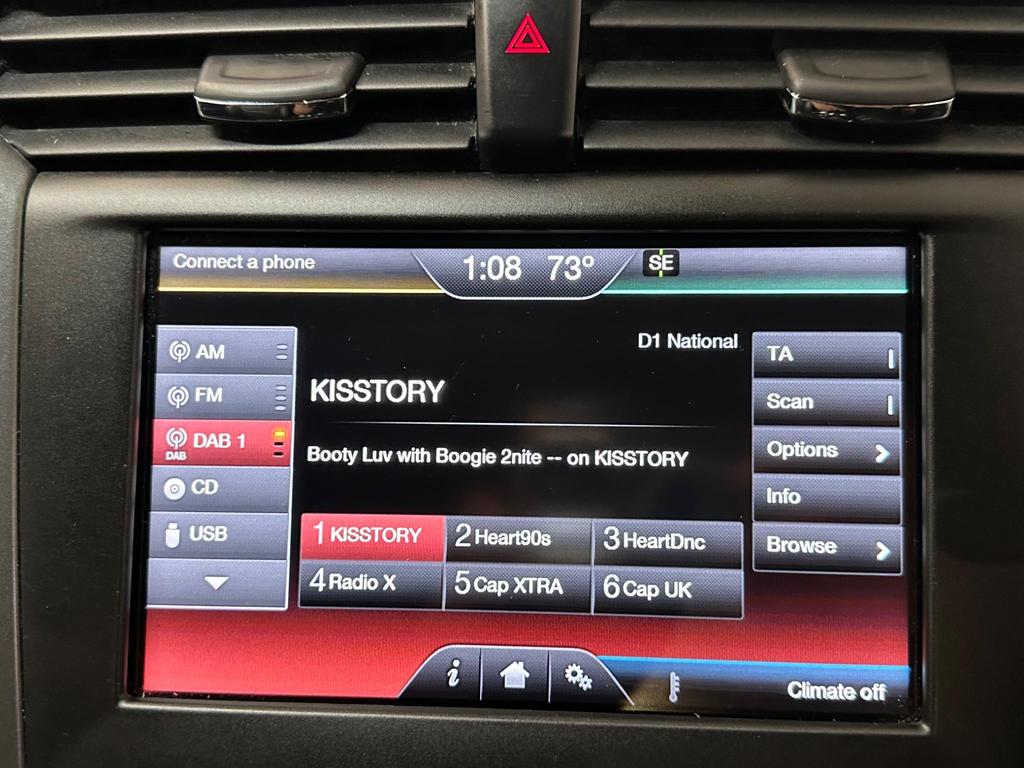 Connect a phone
1:08 73° SE
D1 National
AM
FM
DAB DAB 1
CD
USB
KISSTORY
Booty Luv with Boogie 2nite -- on KISSTORY
1 KISSTORY 2 Heart90s 3 HeartDnc
4 Radio X 5 Cap XTRA 6 Cap UK
TA
Scan
Options
Info
Browse
i
Climate off